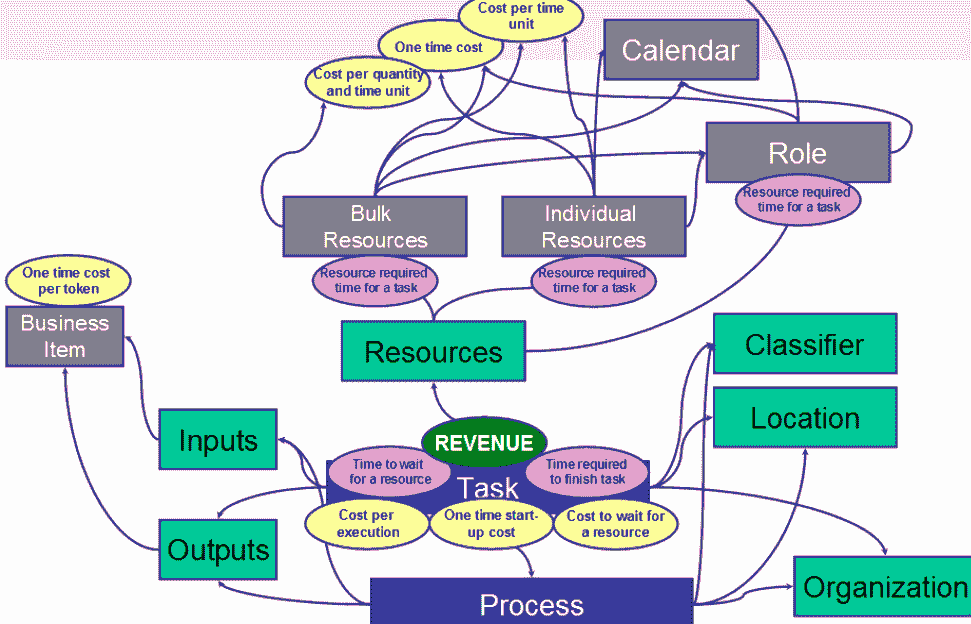 Cost per time
unit
One time cost
Calendar
Cost per quantity
and time unit
Role
Resource required
time for a task
Bulk
Resources
Individual
Resources
Resource required
time for a task
Resource required
time for a task
One time cost
per token
Business
Item
Resources
Classifier
Location
Inputs
REVENUE
Time to wait
for a resource
Time required
to finish task
Task
Cost per
execution
One time start-
up cost
Cost to wait for
a resource
Outputs
Organization
Process